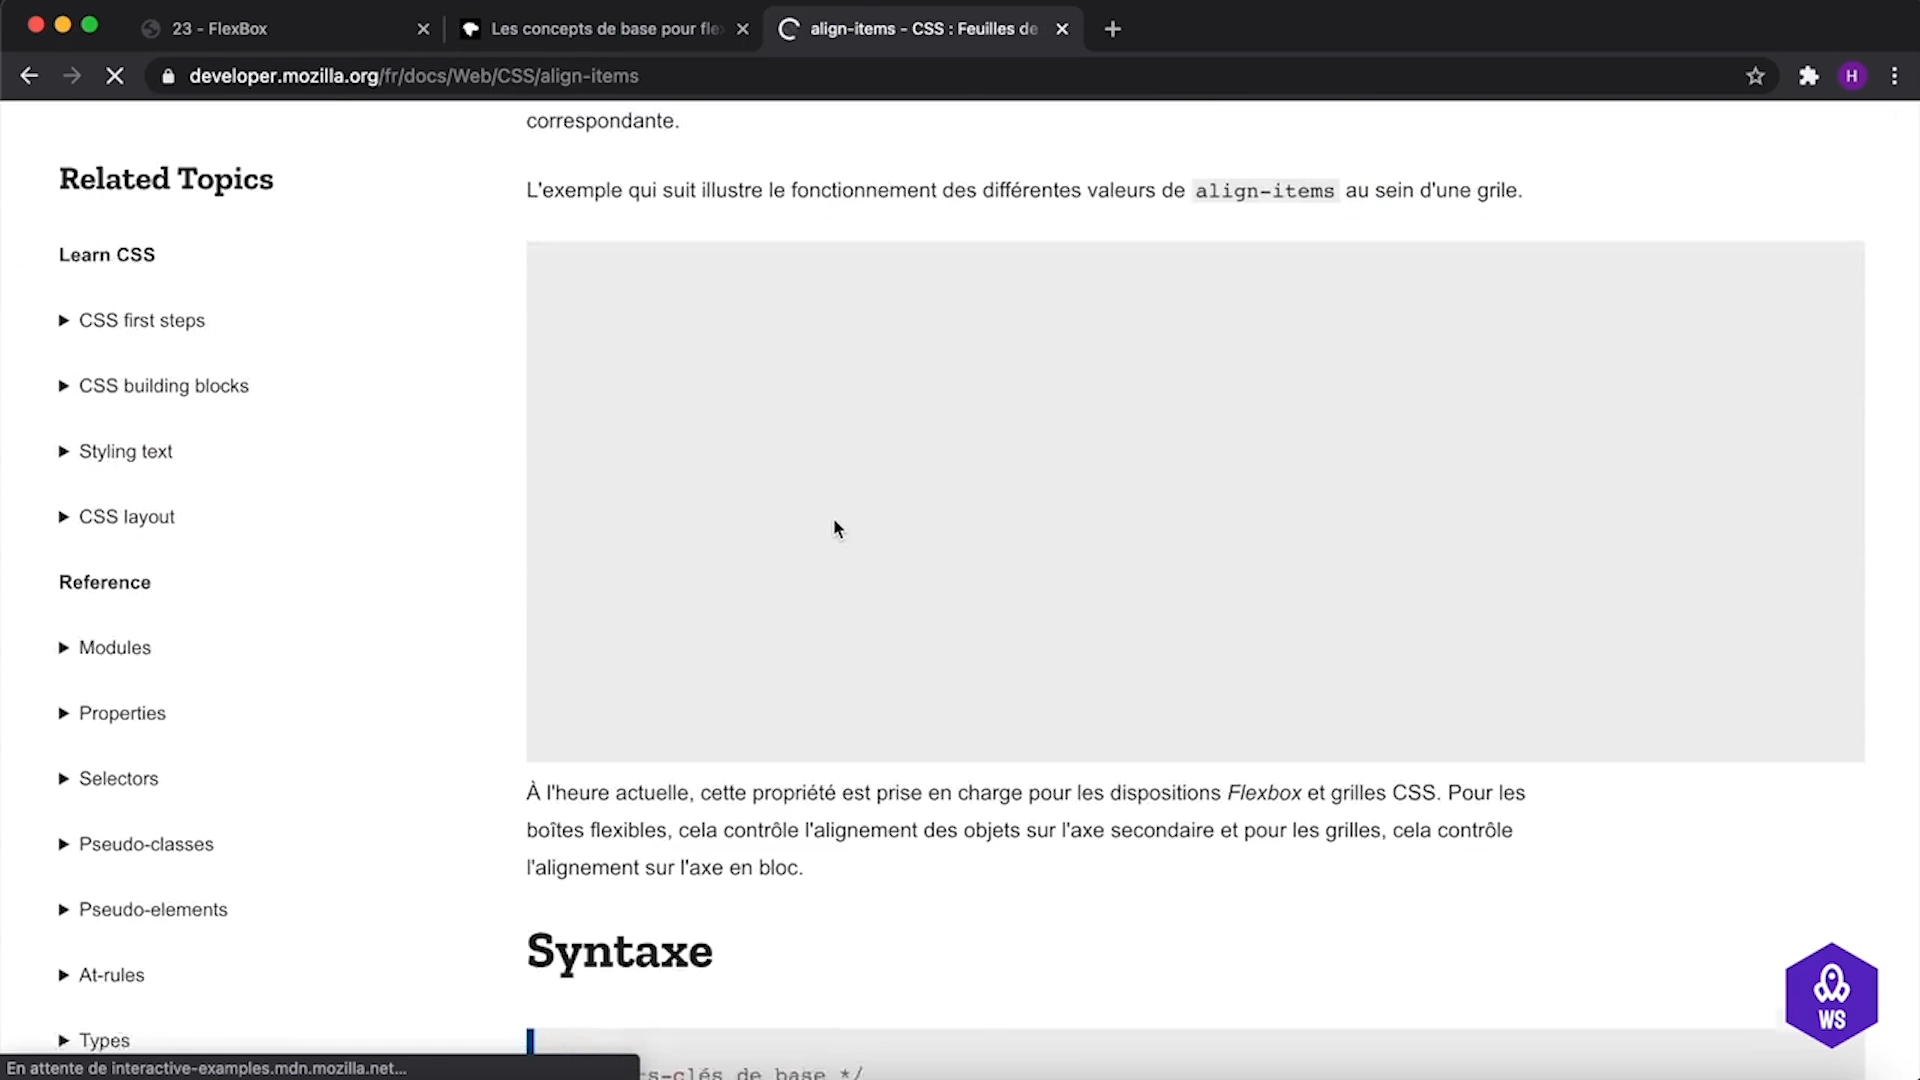 23 - FlexBox
Les concepts de base pour fle
align-items - CSS : Feuilles de
developer.mozilla.org/fr/docs/Web/CSS/align-items
H
correspondante.
Related Topics
L'exemple qui suit illustre le fonctionnement des différentes valeurs de align-items au sein d'une grile.
Learn CSS
CSS first steps
CSS building blocks
Styling text
CSS layout
Reference
Modules
Properties
Selectors
Pseudo-classes
Pseudo-elements
At-rules
Types
À l'heure actuelle, cette propriété est prise en charge pour les dispositions Flexbox et grilles CSS. Pour les
boîtes flexibles, cela contrôle l'alignement des objets sur l'axe secondaire et pour les grilles, cela contrôle
l'alignement sur l'axe en bloc.
Syntaxe
WS
En attente de interactive-examples.mdn.mozilla.net...
s-clés de base */